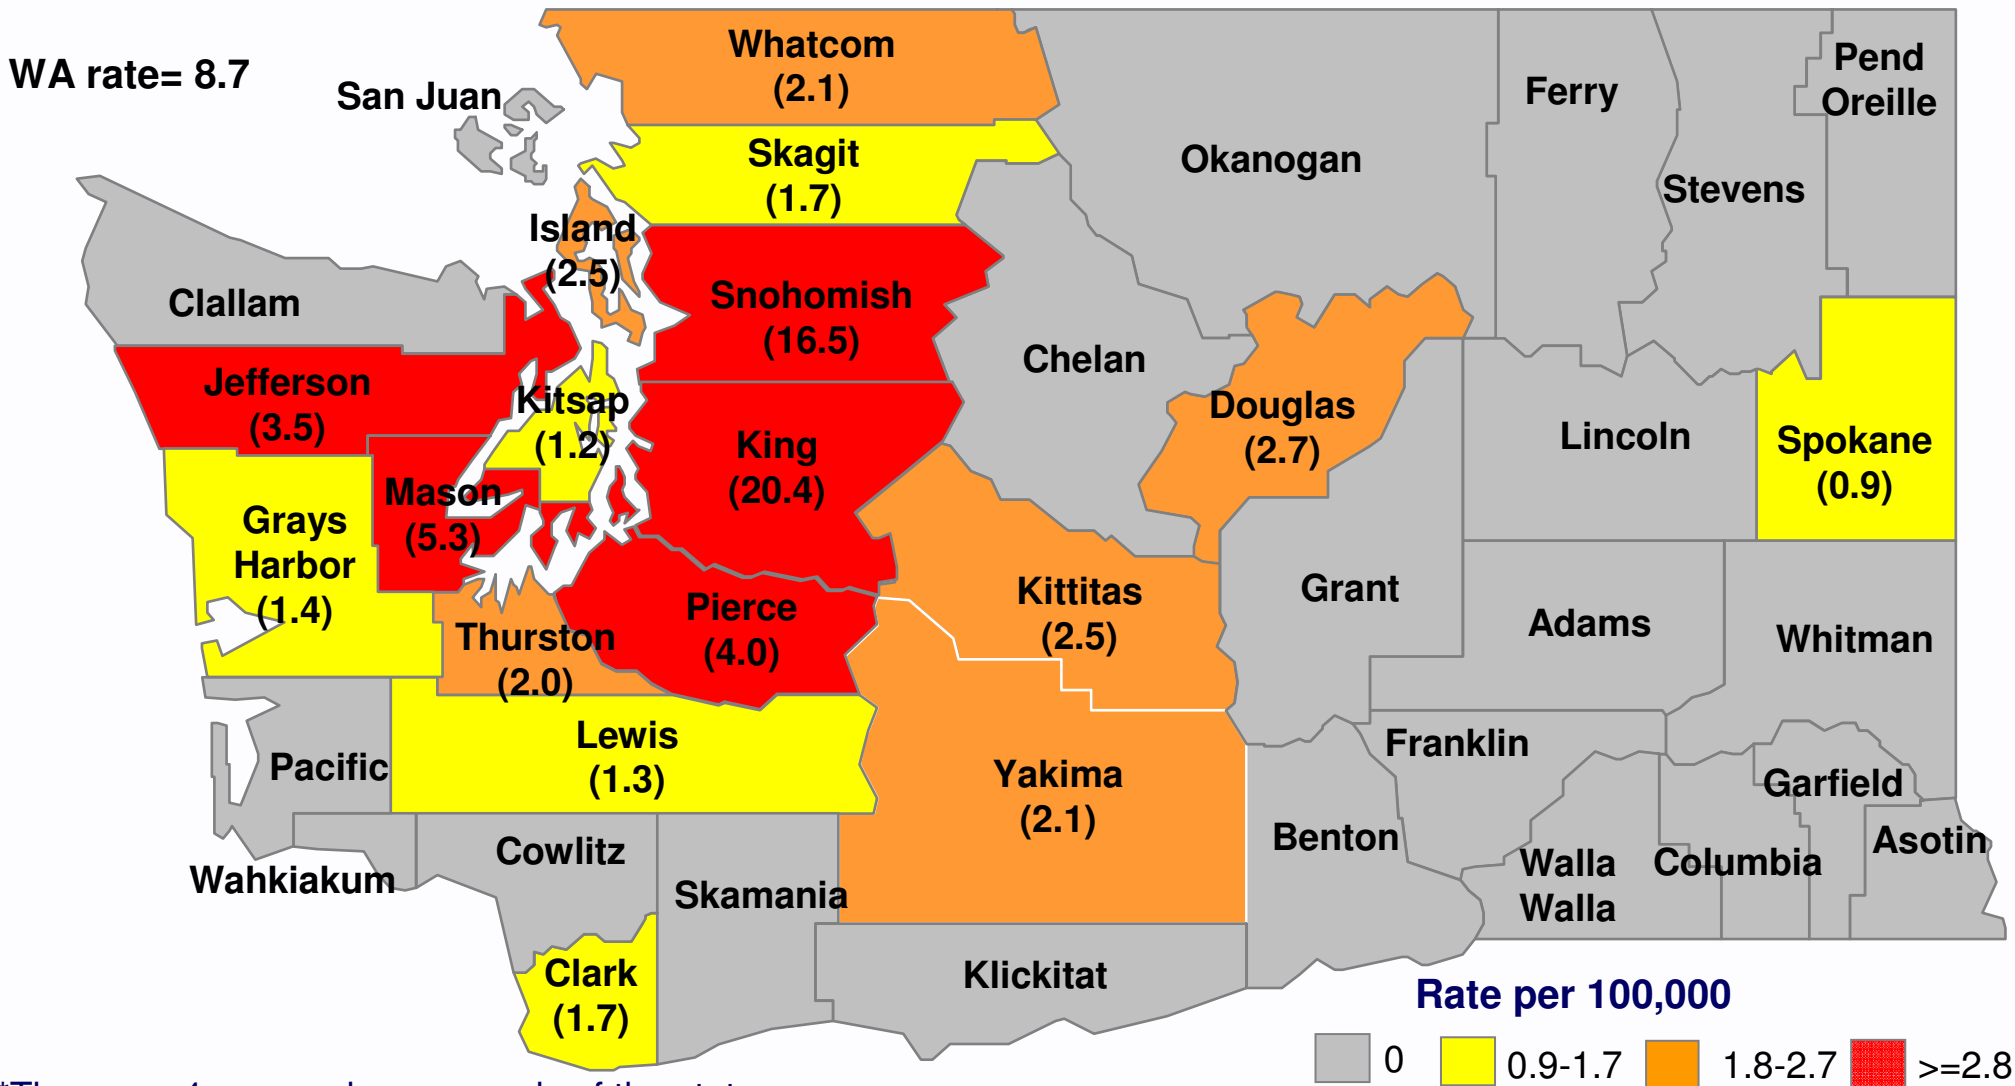 WA rate= 8.7
San Juan
Whatcom
(2.1)
Skagit
(1.7)
Island
(2.5)
Snohomish
(16.5)
Clallam
Jefferson
(3.5)
Kitsap
(1.2)
King
(20.4)
Mason
(5.3)
Grays
Harbor
(1.4)
Thurston
(2.0)
Pierce
(4.0)
Pacific
Lewis
(1.3)
Wahkiakum
Cowlitz
Skamania
Clark
(1.7)
Okanogan
Chelan
Douglas
(2.7)
Kittitas
(2.5)
Yakima
(2.1)
Klickitat
Ferry
Stevens
Pend
Oreille
Lincoln
Spokane
(0.9)
Grant
Adams
Whitman
Franklin
Benton
Walla
Walla
Columbia
Garfield
Asotin
Rate per 100,000
0
0.9-1.7
1.8-2.7
>=2.8